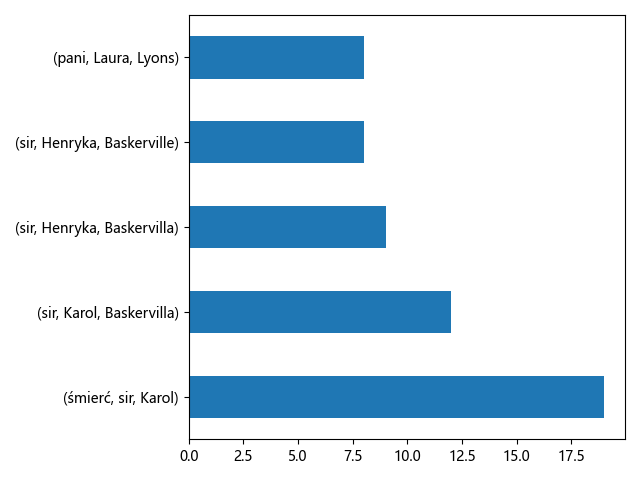 (pani, Laura, Lyons)
(sir, Henryka, Baskerville)
(sir, Henryka, Baskervilla)
(sir, Karol, Baskervilla)
(śmierć, sir, Karol)
0.0 2.5 5.0 7.5 10.0 12.5 15.0 17.5